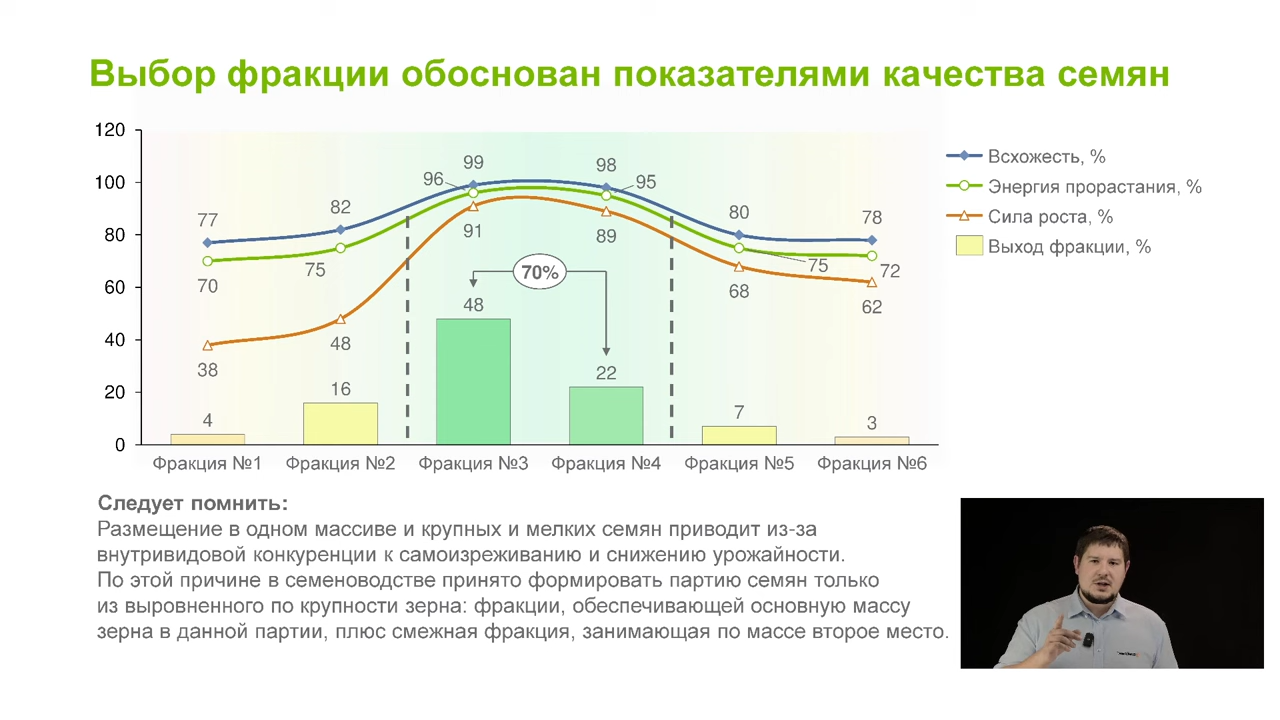 Выбор фракции обоснован показателями качества семян
120
100
80
60
40
20
0
77
82
99
98
80
78
96
95
70
75
91
89
75
72
38
48
68
62
70%
4
16
48
22
7
3
Фракция №1
Фракция №2
Фракция №3
Фракция №4
Фракция №5
Фракция №6
Всхожесть, %
Энергия прорастания, %
Сила роста, %
Выход фракции, %
Следует помнить:
Размещение в одном массиве и крупных и мелких семян приводит из-за
внутривидовой конкуренции к самоизреживанию и снижению урожайности.
По этой причине в семеноводстве принято формировать партию семян только
из выровненного по крупности зерна: фракции, обеспечивающей основную массу
зерна в данной партии, плюс смежная фракция, занимающая по массе второе место.